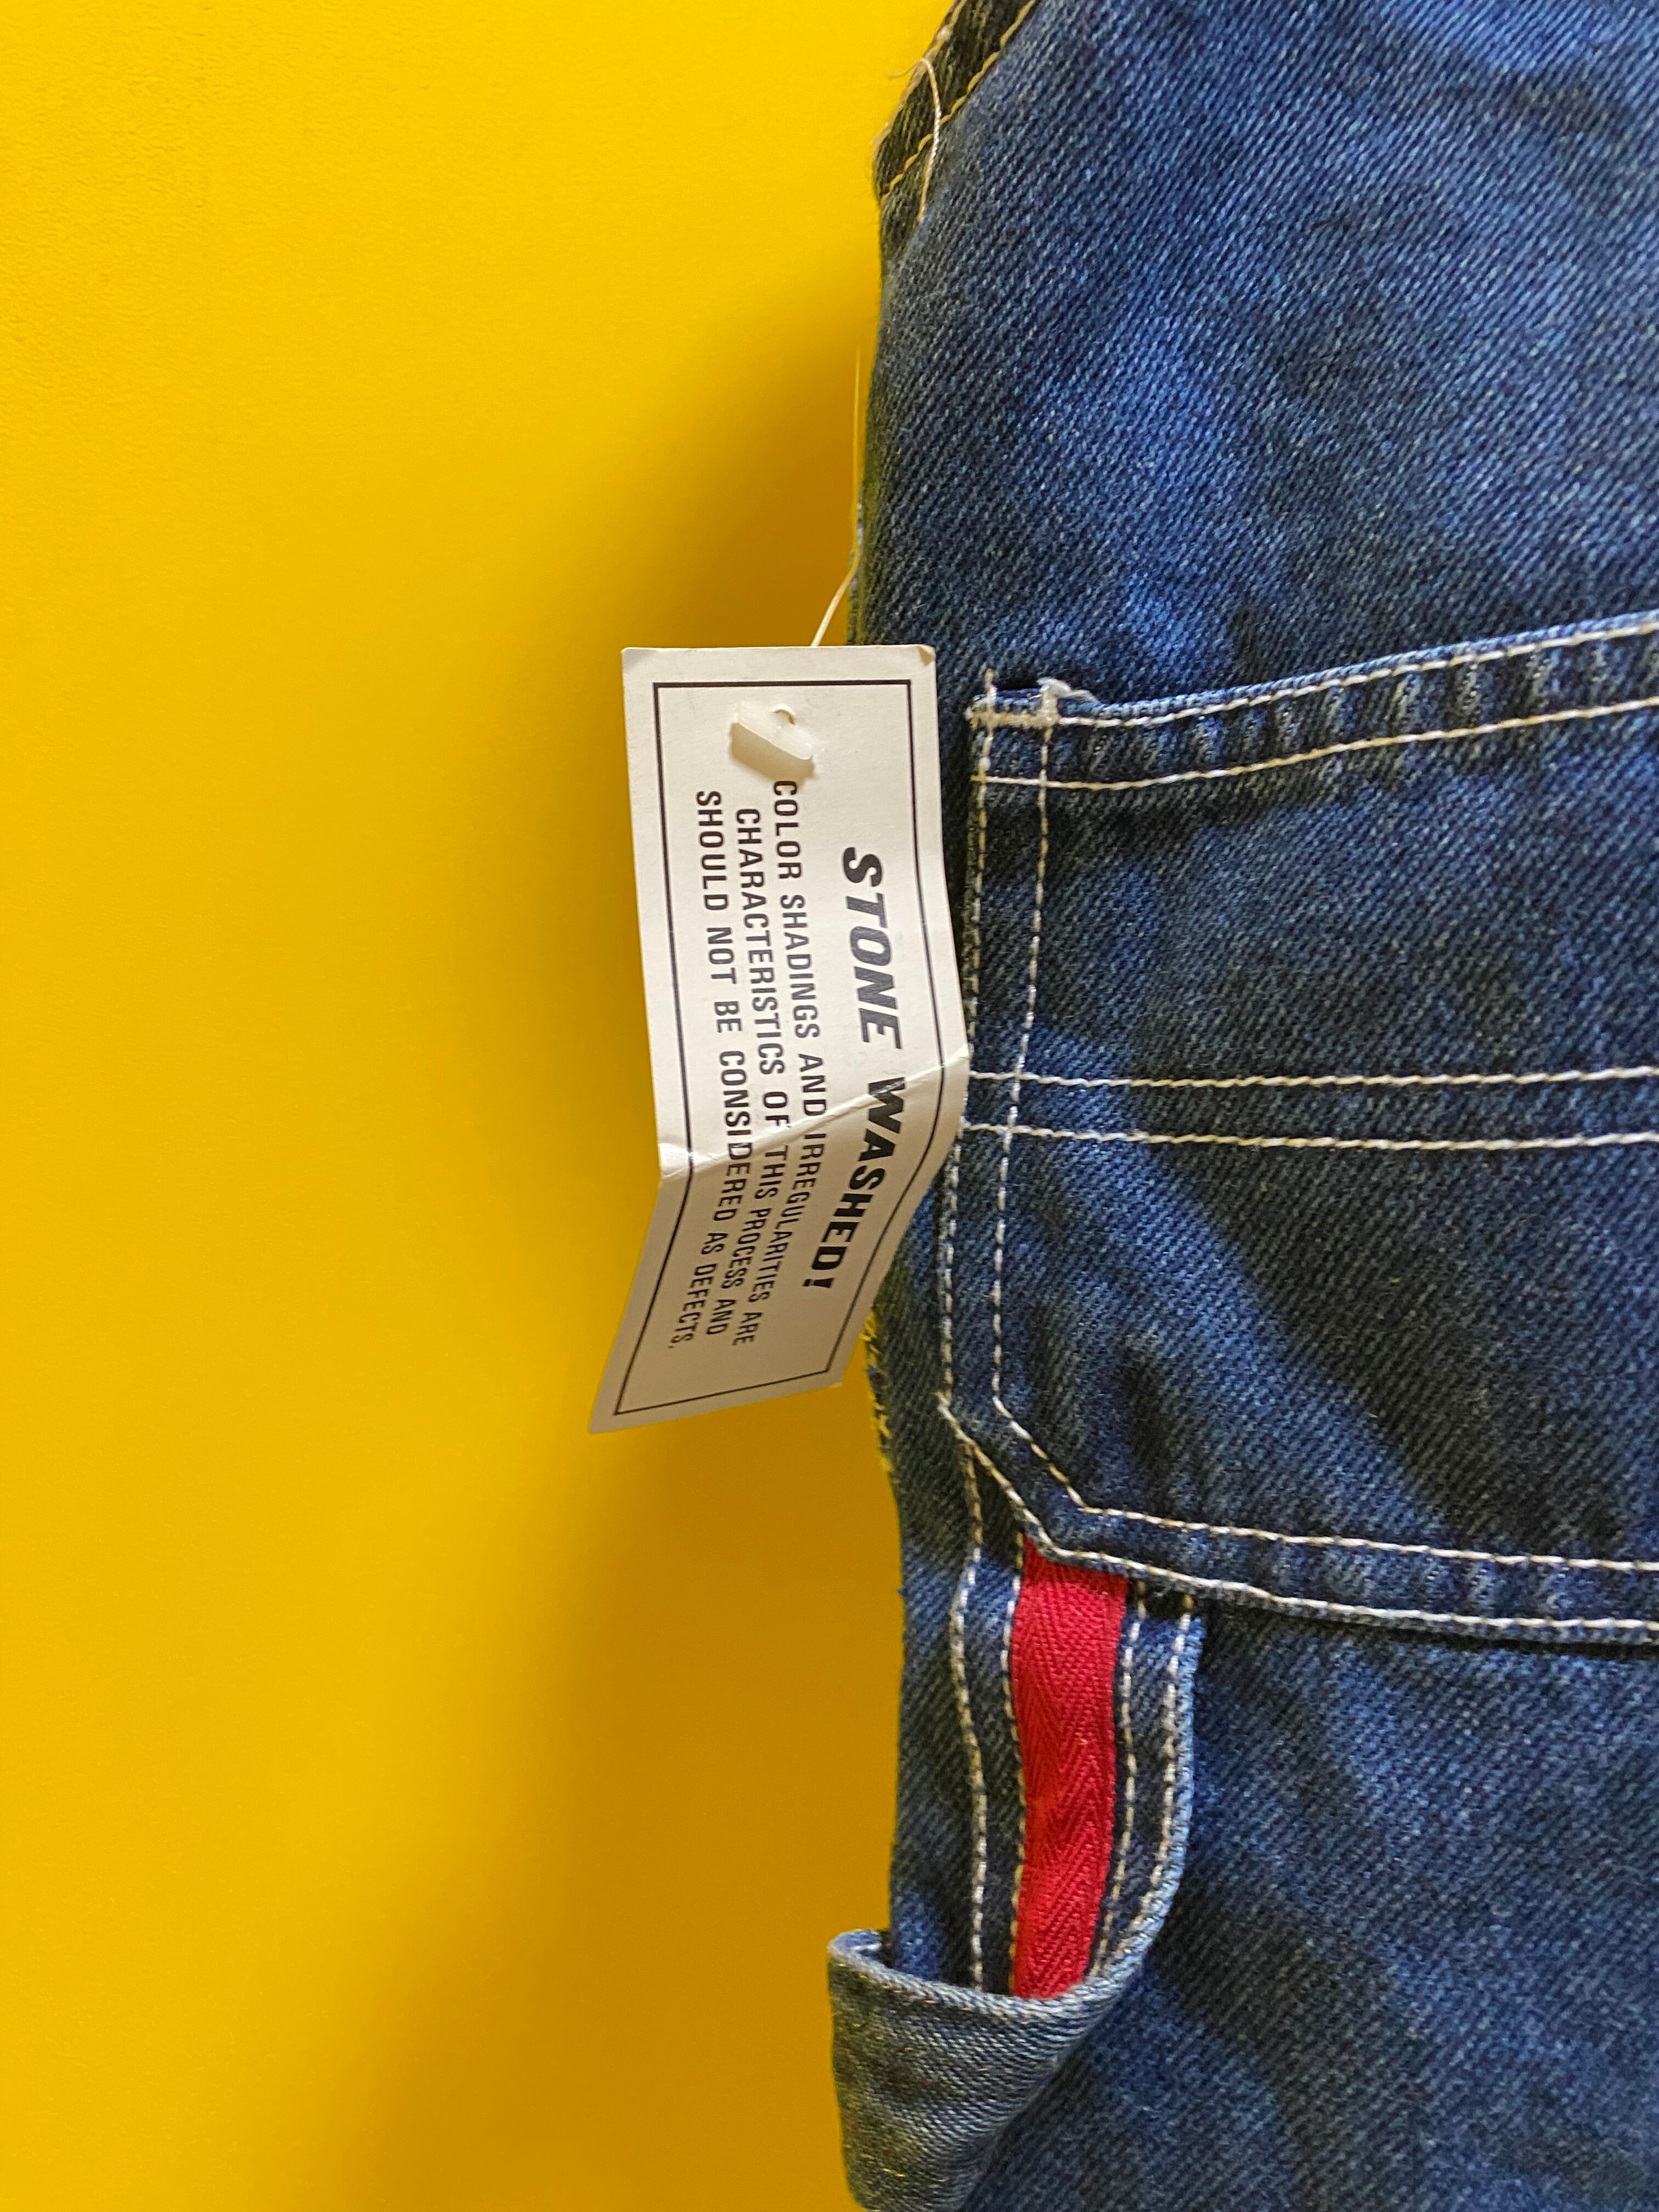 STONE WASHED!
COLOR SHADINGS AND IRREGULARITIES ARE
CHARACTERISTICS OF THIS PROCESS AND
SHOULD NOT BE CONSIDERED AS DEFECTS.